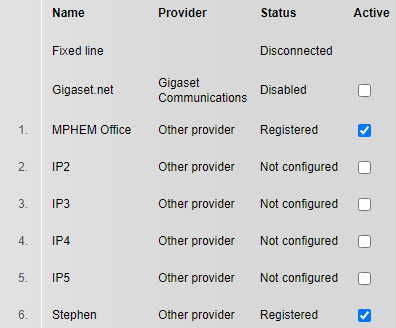 Name Provider Status Active
Fixed line Disconnected
Gigaset.net Gigaset Communications Disabled
1. MPHEM Office Other provider Registered
2. IP2 Other provider Not configured
3. IP3 Other provider Not configured
4. IP4 Other provider Not configured
5. IP5 Other provider Not configured
6. Stephen Other provider Registered